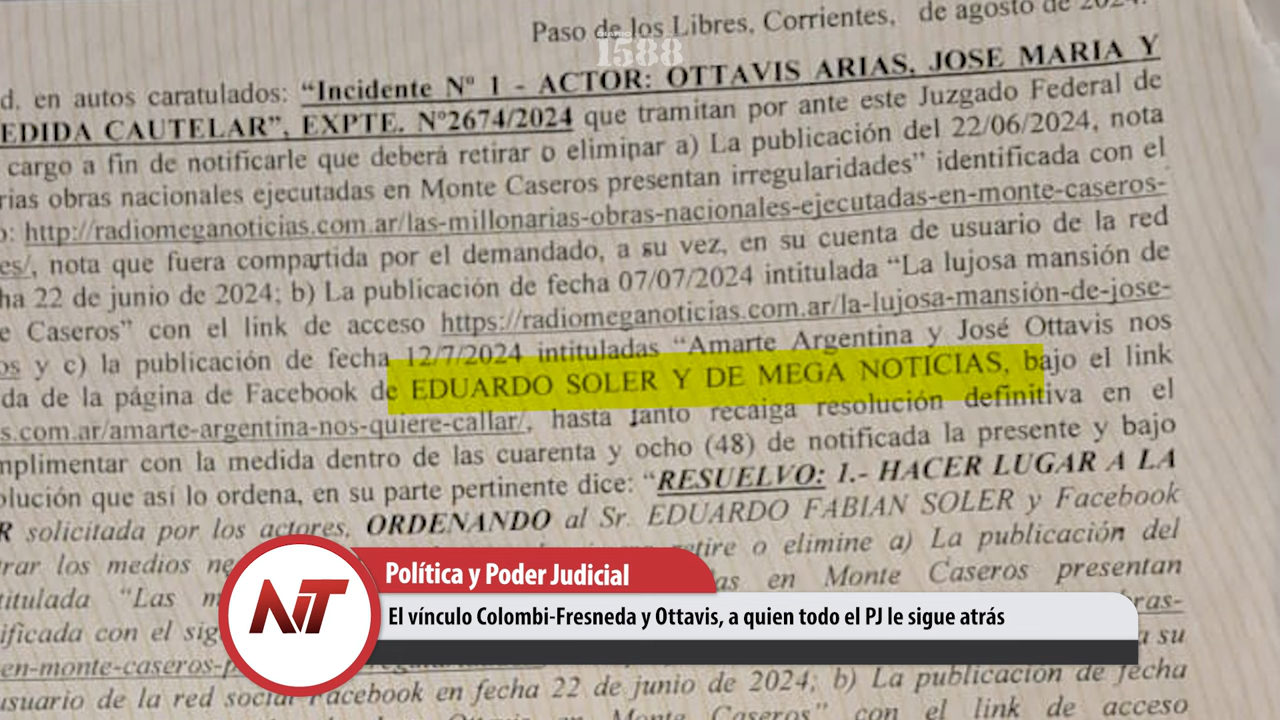 Paso de los Libres, Corrientes, de agosto de 2024.
DIARIO
1588
d. en autos caratulados: “Incidente Nº 1 - ACTOR: OTTAVIS ARIAS, JOSE MARIA Y
EDIDA CAUTELAR”, EXPTE. Nº2674/2024 que tramitan por ante este Juzgado Federal de
cargo a fin de notificarle que deberá retirar o eliminar a) La publicación del 22/06/2024, nota
rias obras nacionales ejecutadas en Monte Caseros presentan irregularidades” identificada con el
o: http://radiomeganoticias.com.ar/las-millonarias-obras-nacionales-ejecutadas-en-monte-caseros-
es/, nota que fuera compartida por el demandado, a su vez, en su cuenta de usuario de la red
ha 22 de junio de 2024; b) La publicación de fecha 07/07/2024 intitulada “La lujosa mansión de
e Caseros” con el link de acceso https://radiomeganoticias.com.ar/la-lujosa-mansión-de-jose-
os y c) la publicación de fecha 12/7/2024 intituladas “Amarte Argentina y José Ottavis nos
da de la página de Facebook de EDUARDO SOLER Y DE MEGA NOTICIAS, bajo el link
s.com.ar/amarte-argentina-nos-quiere-callar/, hasta tanto recaiga resolución definitiva en el
mplimentar con la medida dentro de las cuarenta y ocho (48) de notificada la presente y bajo
olución que así lo ordena, en su parte pertinente dice: “RESUELVO: 1.- HACER LUGAR A LA
R solicitada por los actores, ORDENANDO al Sr. EDUARDO FABIAN SOLER y Facebook
trar los medios ne retire o elimine a) La publicación del
titulada “Las m as en Monte Caseros presentan
ificada con el sig obras-
en-monte-caseros-p a su
usuario de la red social Facebook en fecha 22 de junio de 2024; b) La publicación de fecha
con el link de acceso
NT
Política y Poder Judicial
El vínculo Colombi-Fresneda y Ottavis, a quien todo el PJ le sigue atrás